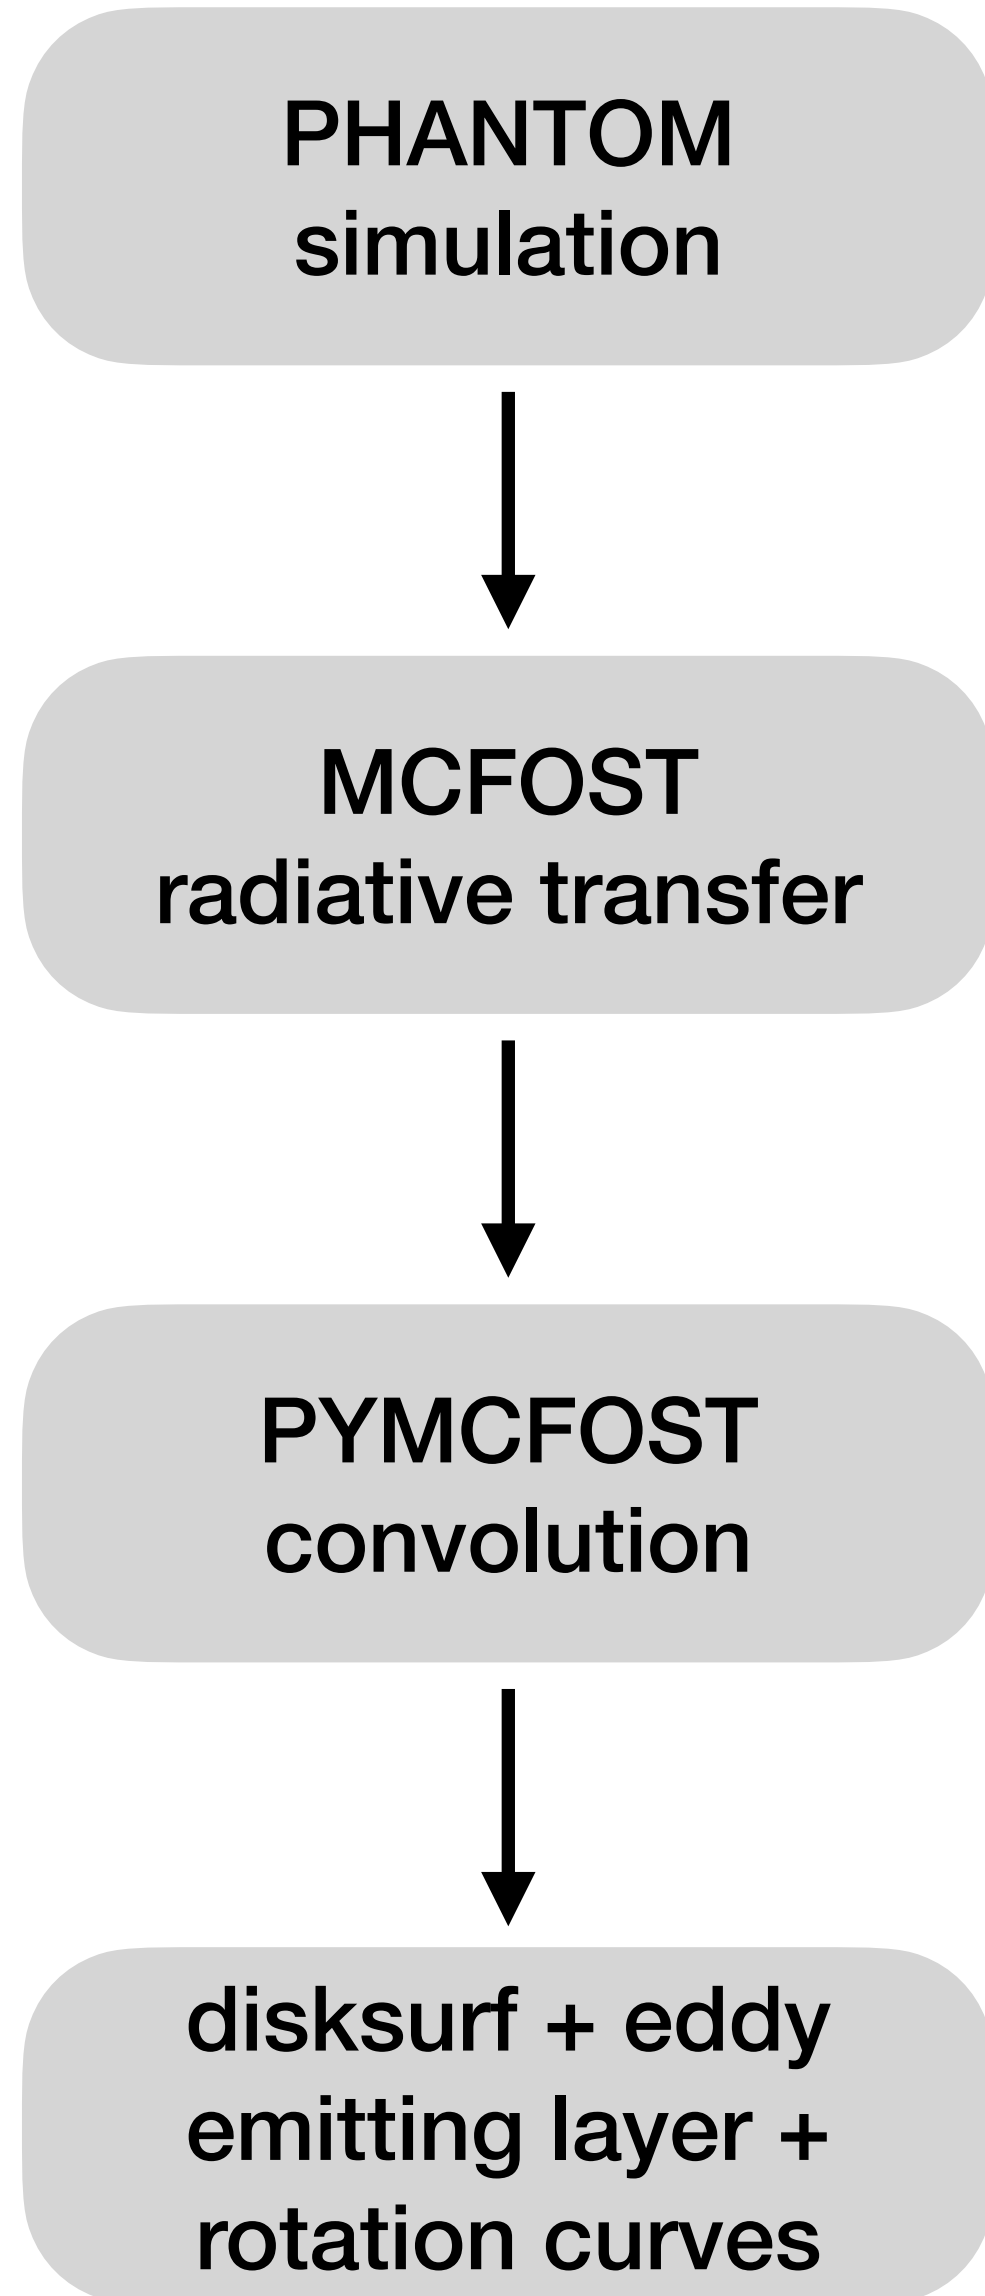 PHANTOM
simulation
MCFOST
radiative transfer
PYMCFOST
convolution
disksurf + eddy
emitting layer +
rotation curves